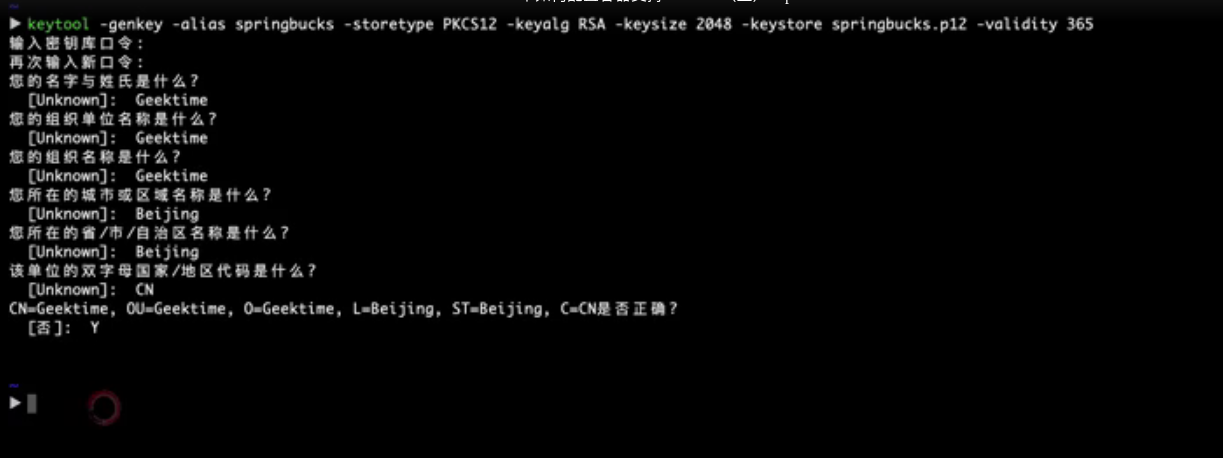 ~
▶ keytool -genkey -alias springbucks -storetype PKCS12 -keyalg RSA -keysize 2048 -keystore springbucks.p12 -validity 365
输入密钥库口令:
再次输入新口令:
您的名字与姓氏是什么?
[Unknown]: Geektime
您的组织单位名称是什么?
[Unknown]: Geektime
您的组织名称是什么?
[Unknown]: Geektime
您所在的城市或区域名称是什么?
[Unknown]: Beijing
您所在的省/市/自治区名称是什么?
[Unknown]: Beijing
该单位的双字母国家/地区代码是什么?
[Unknown]: CN
CN=Geektime, OU=Geektime, O=Geektime, L=Beijing, ST=Beijing, C=CN是否正确?
[否]: Y
~
▶